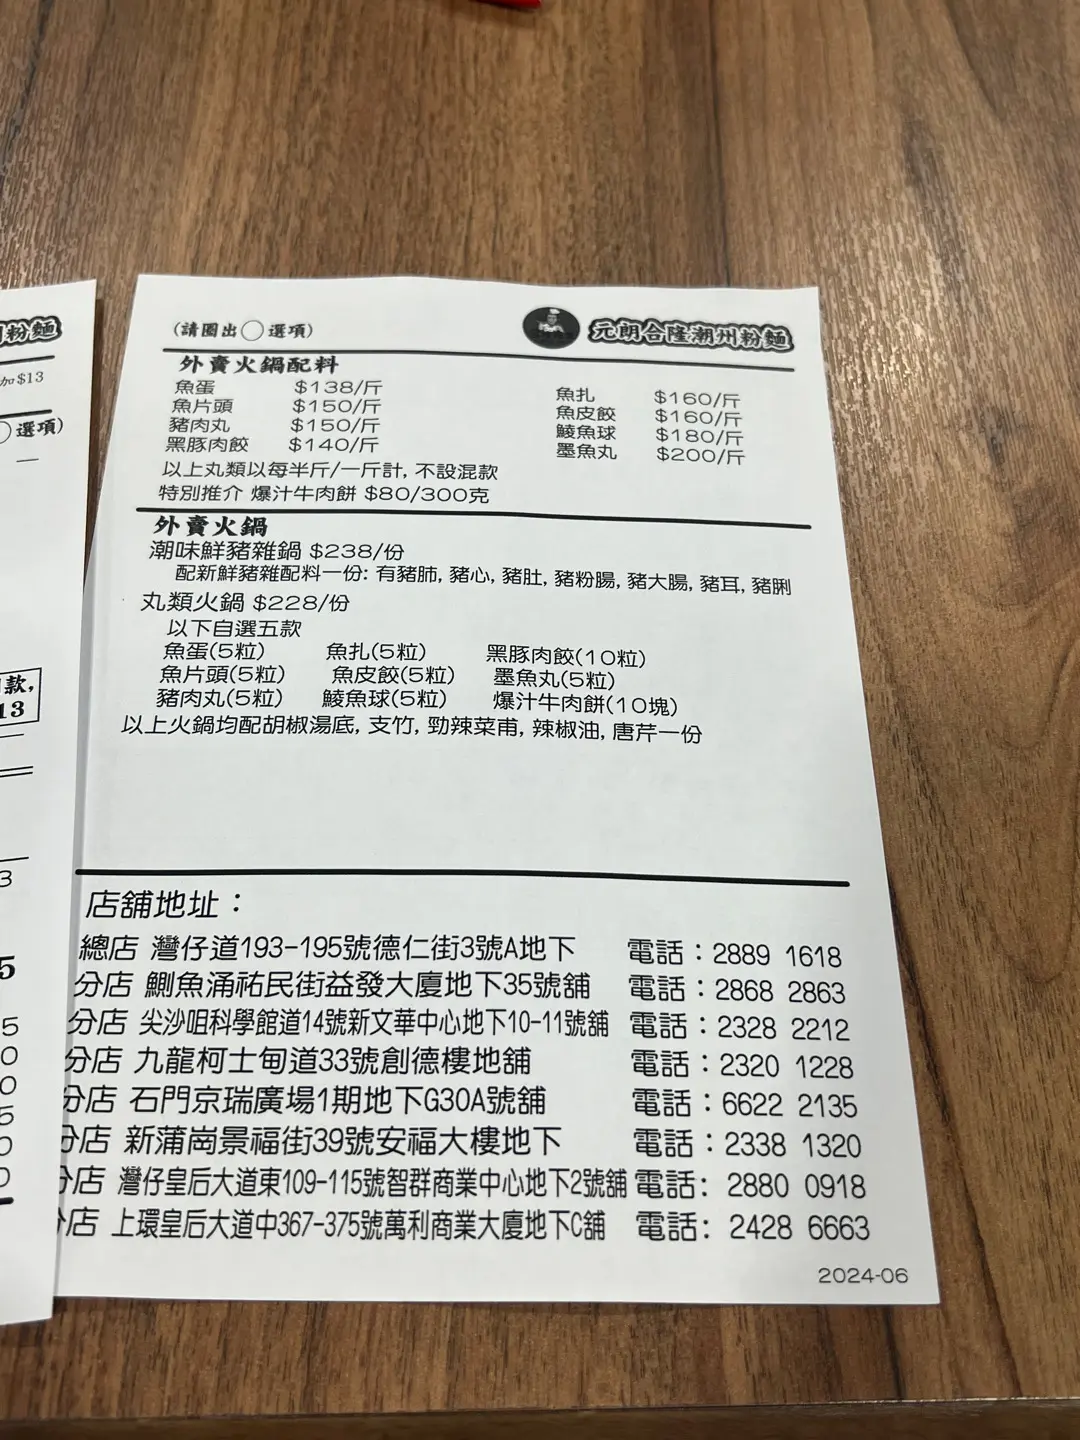 粉麵
加$13
選項)
款,
13
3
5
5
0
0
5
0
0
(請圈出○選項)
元朗合隆潮州粉麵
外賣火鍋配料
魚蛋 $138/斤 魚扎 $160/斤
魚片頭 $150/斤 魚皮餃 $160/斤
豬肉丸 $150/斤 鯪魚球 $180/斤
黑豚肉餃 $140/斤 墨魚丸 $200/斤
以上丸類以每半斤/一斤計, 不設混款
特別推介 爆汁牛肉餅 $80/300克
外賣火鍋
潮味鮮豬雜鍋 $238/份
配新鮮豬雜配料一份: 有豬肺, 豬心, 豬肚, 豬粉腸, 豬大腸, 豬耳, 豬脷
丸類火鍋 $228/份
以下自選五款
魚蛋(5粒) 魚扎(5粒) 黑豚肉餃(10粒)
魚片頭(5粒) 魚皮餃(5粒) 墨魚丸(5粒)
豬肉丸(5粒) 鯪魚球(5粒) 爆汁牛肉餅(10塊)
以上火鍋均配胡椒湯底, 支竹, 勁辣菜甫, 辣椒油, 唐芹一份
店舖地址：
總店 灣仔道193-195號德仁街3號A地下 電話：2889 1618
分店 鰂魚涌祐民街益發大廈地下35號舖 電話：2868 2863
分店 尖沙咀科學館道14號新文華中心地下10-11號舖 電話：2328 2212
分店 九龍柯士甸道33號創德樓地舖 電話：2320 1228
分店 石門京瑞廣場1期地下G30A號舖 電話：6622 2135
分店 新蒲崗景福街39號安福大樓地下 電話：2338 1320
分店 灣仔皇后大道東109-115號智群商業中心地下2號舖 電話: 2880 0918
分店 上環皇后大道中367-375號萬利商業大廈地下C舖 電話: 2428 6663
2024-06